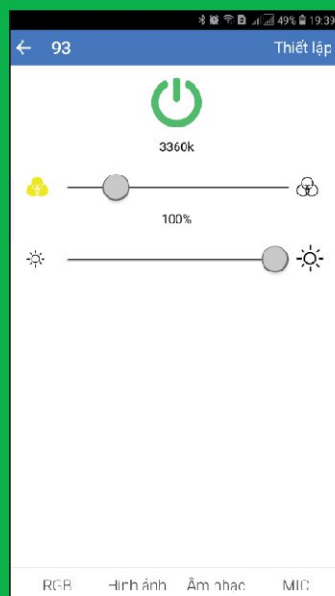 49% 19:39
93 Thiết lập
3360k
100%
RGB Hình ảnh Âm nhạc MIC